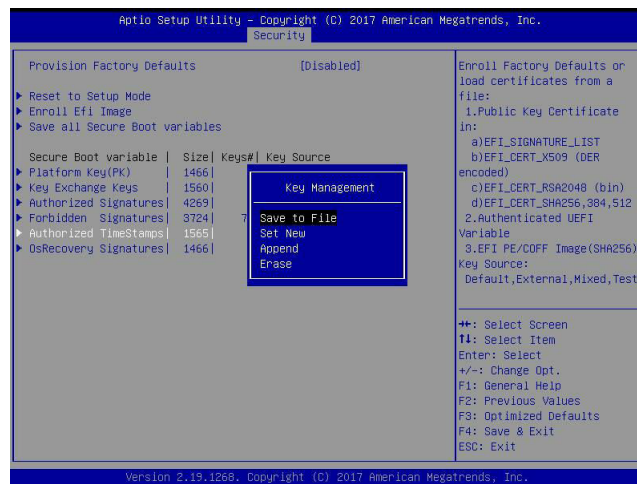 Aptio Setup Utility – Copyright (C) 2017 American Megatrends, Inc.
Security
Provision Factory Defaults [Disabled]
Reset to Setup Mode
Enroll Efi Image
Save all Secure Boot variables
Secure Boot variable | Size| Keys#| Key Source
Platform Key(PK) | 1466|
Key Exchange Keys | 1560|
Authorized Signatures| 4269|
Forbidden Signatures| 3724| 7
Authorized TimeStamps| 1565|
OsRecovery Signatures| 1466|
Key Management
Save to File
Set New
Append
Erase
Enroll Factory Defaults or
load certificates from a
file:
1.Public Key Certificate
in:
a)EFI_SIGNATURE_LIST
b)EFI_CERT_X509 (DER
encoded)
c)EFI_CERT_RSA2048 (bin)
d)EFI_CERT_SHA256,384,512
2.Authenticated UEFI
Variable
3.EFI PE/COFF Image(SHA256)
Key Source:
Default,External,Mixed,Test
→←: Select Screen
↑↓: Select Item
Enter: Select
+/-: Change Opt.
F1: General Help
F2: Previous Values
F3: Optimized Defaults
F4: Save & Exit
ESC: Exit
Version 2.19.1268. Copyright (C) 2017 American Megatrends, Inc.